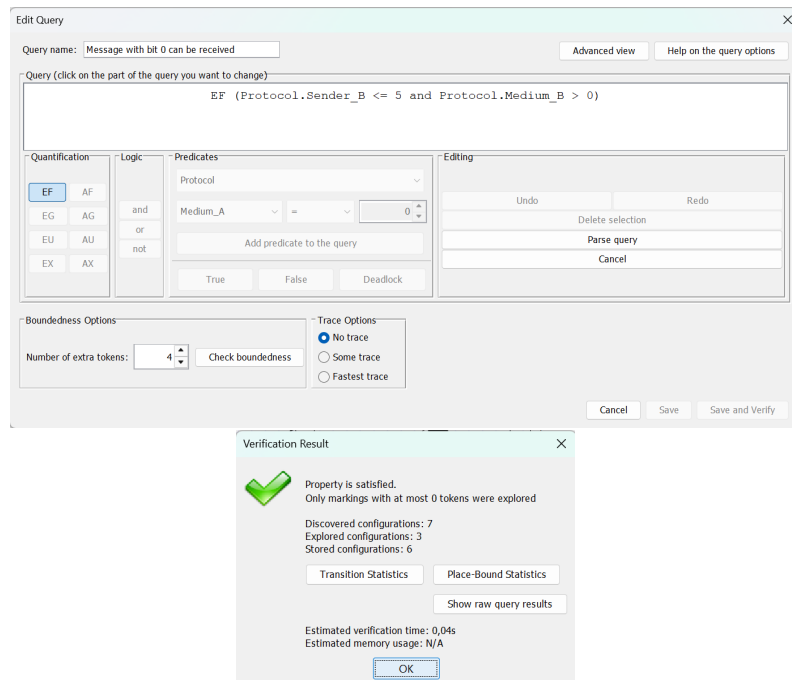 Edit Query
Query name: Message with bit 0 can be received Advanced view Help on the query options
Query (click on the part of the query you want to change)
EF (Protocol.Sender_B <= 5 and Protocol.Medium_B > 0)
Quantification Logic Predicates Editing
Protocol
EF AF Undo Redo
EG AG and Medium_A = 0 Delete selection
or
EU AU Add predicate to the query Parse query
not
EX AX Cancel
True False Deadlock
Boundedness Options Trace Options
No trace
Number of extra tokens: 4 Check boundedness Some trace
Fastest trace
Cancel Save Save and Verify
Verification Result
Property is satisfied.
Only markings with at most 0 tokens were explored
Discovered configurations: 7
Explored configurations: 3
Stored configurations: 6
Transition Statistics Place-Bound Statistics
Show raw query results
Estimated verification time: 0,04s
Estimated memory usage: N/A
OK